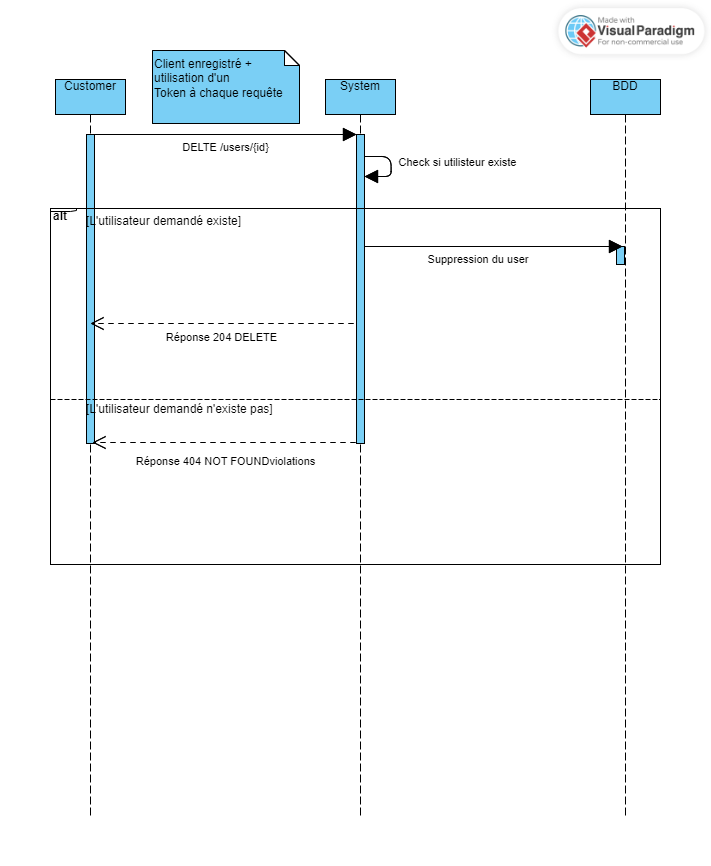 Made with
VisualParadigm
For non-commercial use
Client enregistré +
utilisation d'un
Token à chaque requête
Customer
System
BDD
DELTE /users/{id}
Check si utilisteur existe
alt
[L'utilisateur demandé existe]
Suppression du user
Réponse 204 DELETE
[L'utilisateur demandé n'existe pas]
Réponse 404 NOT FOUNDviolations